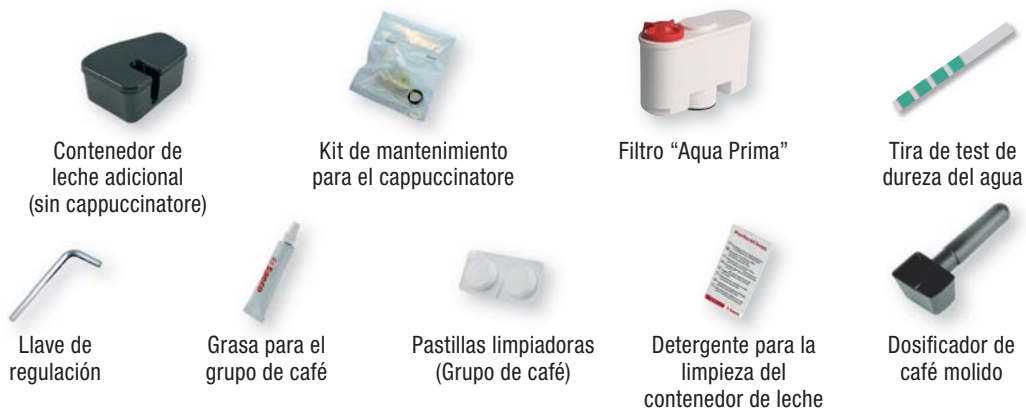 Contenedor de
leche adicional
(sin cappuccinatore)
Kit de mantenimiento
para el cappuccinatore
Filtro “Aqua Prima”
Tira de test de
dureza del agua
Llave de
regulación
Saeco
Grasa para el
grupo de café
Pastillas limpiadoras
(Grupo de café)
Detergente para la
limpieza del
contenedor de leche
Dosificador de
café molido